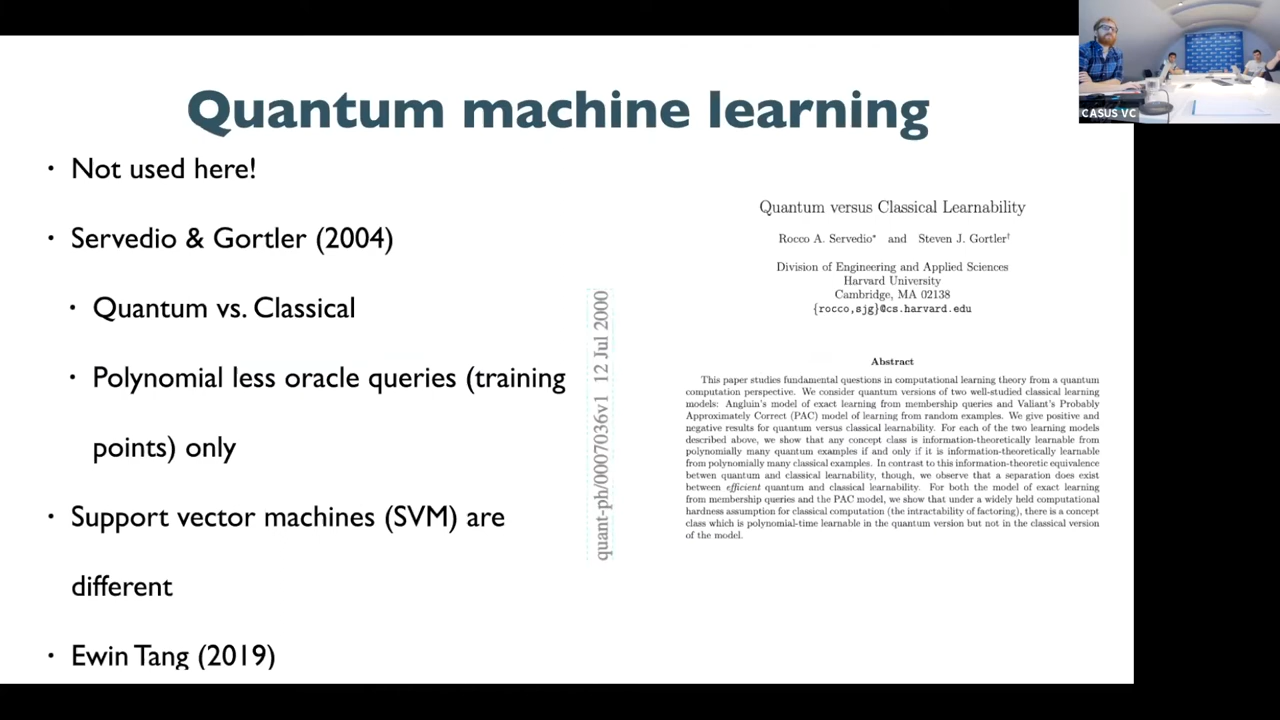 Quantum machine learning
• Not used here!
• Servedio & Gortler (2004)
• Quantum vs. Classical
• Polynomial less oracle queries (training
points) only
• Support vector machines (SVM) are
different
• Ewin Tang (2019)
quant-ph/0007036v1 12 Jul 2000
Quantum versus Classical Learnability
Rocco A. Servedio* and Steven J. Gortler†
Division of Engineering and Applied Sciences
Harvard University
Cambridge, MA 02138
{rocco,sjg}@cs.harvard.edu
Abstract
This paper studies fundamental questions in computational learning theory from a quantum
computation perspective. We consider quantum versions of two well-studied classical learning
models: Angluin's model of exact learning from membership queries and Valiant's Probably
Approximately Correct (PAC) model of learning from random examples. We give positive and
negative results for quantum versus classical learnability. For each of the two learning models
described above, we show that any concept class is information-theoretically learnable from
polynomially many quantum examples if and only if it is information-theoretically learnable
from polynomially many classical examples. In contrast to this information-theoretic equivalence
betwen quantum and classical learnability, though, we observe that a separation does exist
between efficient quantum and classical learnability. For both the model of exact learning
from membership queries and the PAC model, we show that under a widely held computational
hardness assumption for classical computation (the intractability of factoring), there is a concept
class which is polynomial-time learnable in the quantum version but not in the classical version
of the model.
CASUS VC